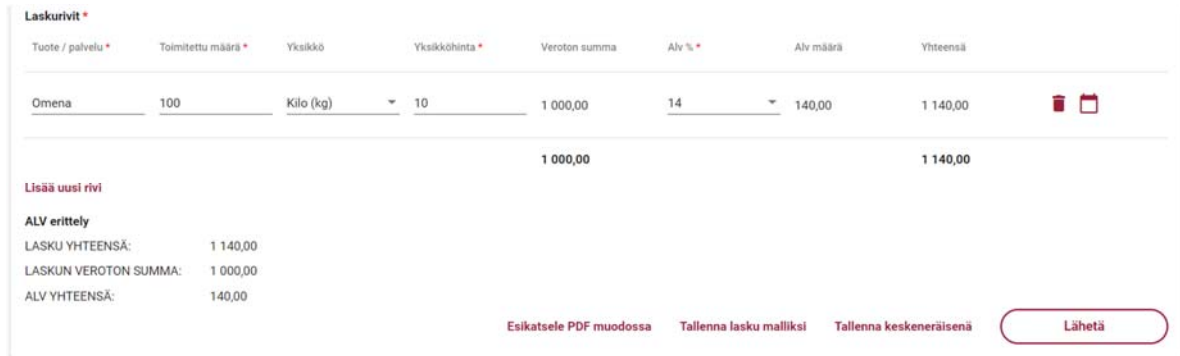 Laskurivit *
Tuote / palvelu * Toimitettu määrä * Yksikkö Yksikköhinta * Veroton summa Alv % * Alv määrä Yhteensä
Omena 100 Kilo (kg) 10 1 000,00 14 140,00 1 140,00
1 000,00 1 140,00
Lisää uusi rivi
ALV erittely
LASKU YHTEENSÄ: 1 140,00
LASKUN VEROTON SUMMA: 1 000,00
ALV YHTEENSÄ: 140,00
Esikatsele PDF muodossa Tallenna lasku malliksi Tallenna keskeneräisenä Lähetä